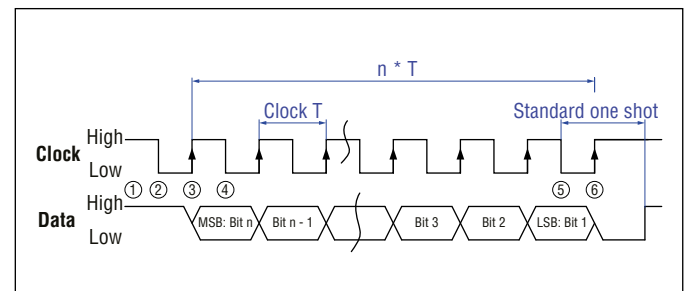 n * T
Clock T
Standard one shot
High
Clock
Low
① ② ③ ④ ⑤ ⑥
High
Data
Low
MSB: Bit n
Bit n - 1
Bit 3
Bit 2
LSB: Bit 1